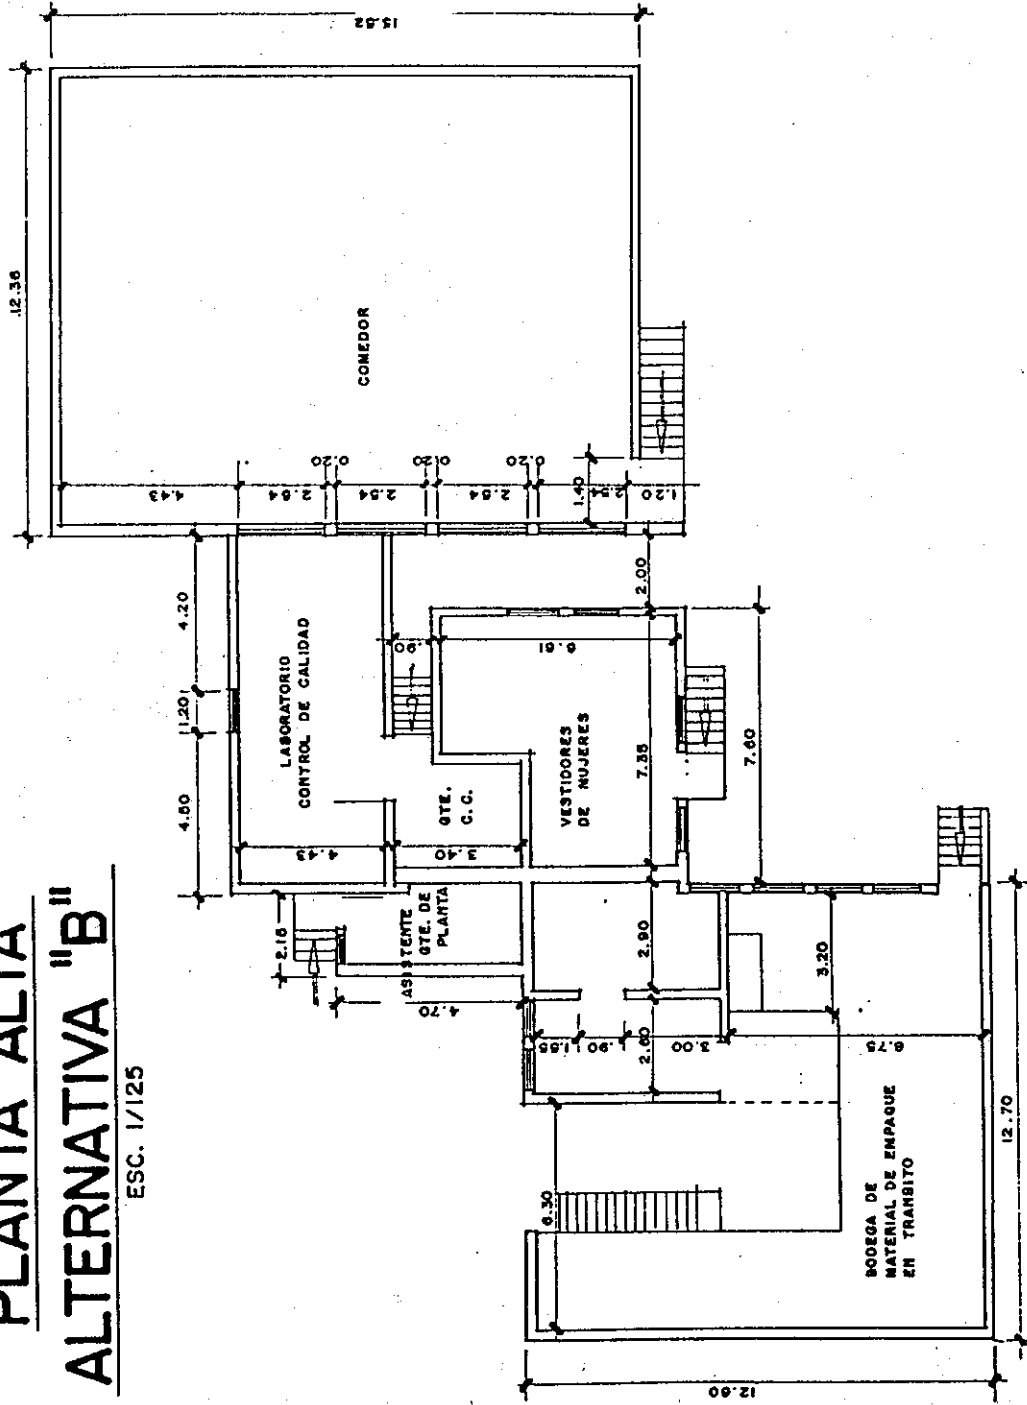 PLANTA ALTA
ALTERNATIVA "B"
ESC. 1/125
15.82
12.36
COMEDOR
4.43
2.54
0.20
2.54
0.20
2.54
0.20
2.54
1.20
1.40
4.20
1.20
4.50
LABORATORIO
CONTROL DE CALIDAD
4.43
.90
6.61
2.00
7.35
7.60
GTE.
C.C.
3.40
VESTIDORES
DE MUJERES
2.15
ASISTENTE
GTE. DE
PLANTA
4.70
2.90
3.20
1.55
.90
3.00
2.60
6.75
6.30
BODEGA DE
MATERIAL DE EMPAQUE
EN TRANSITO
12.70
12.60